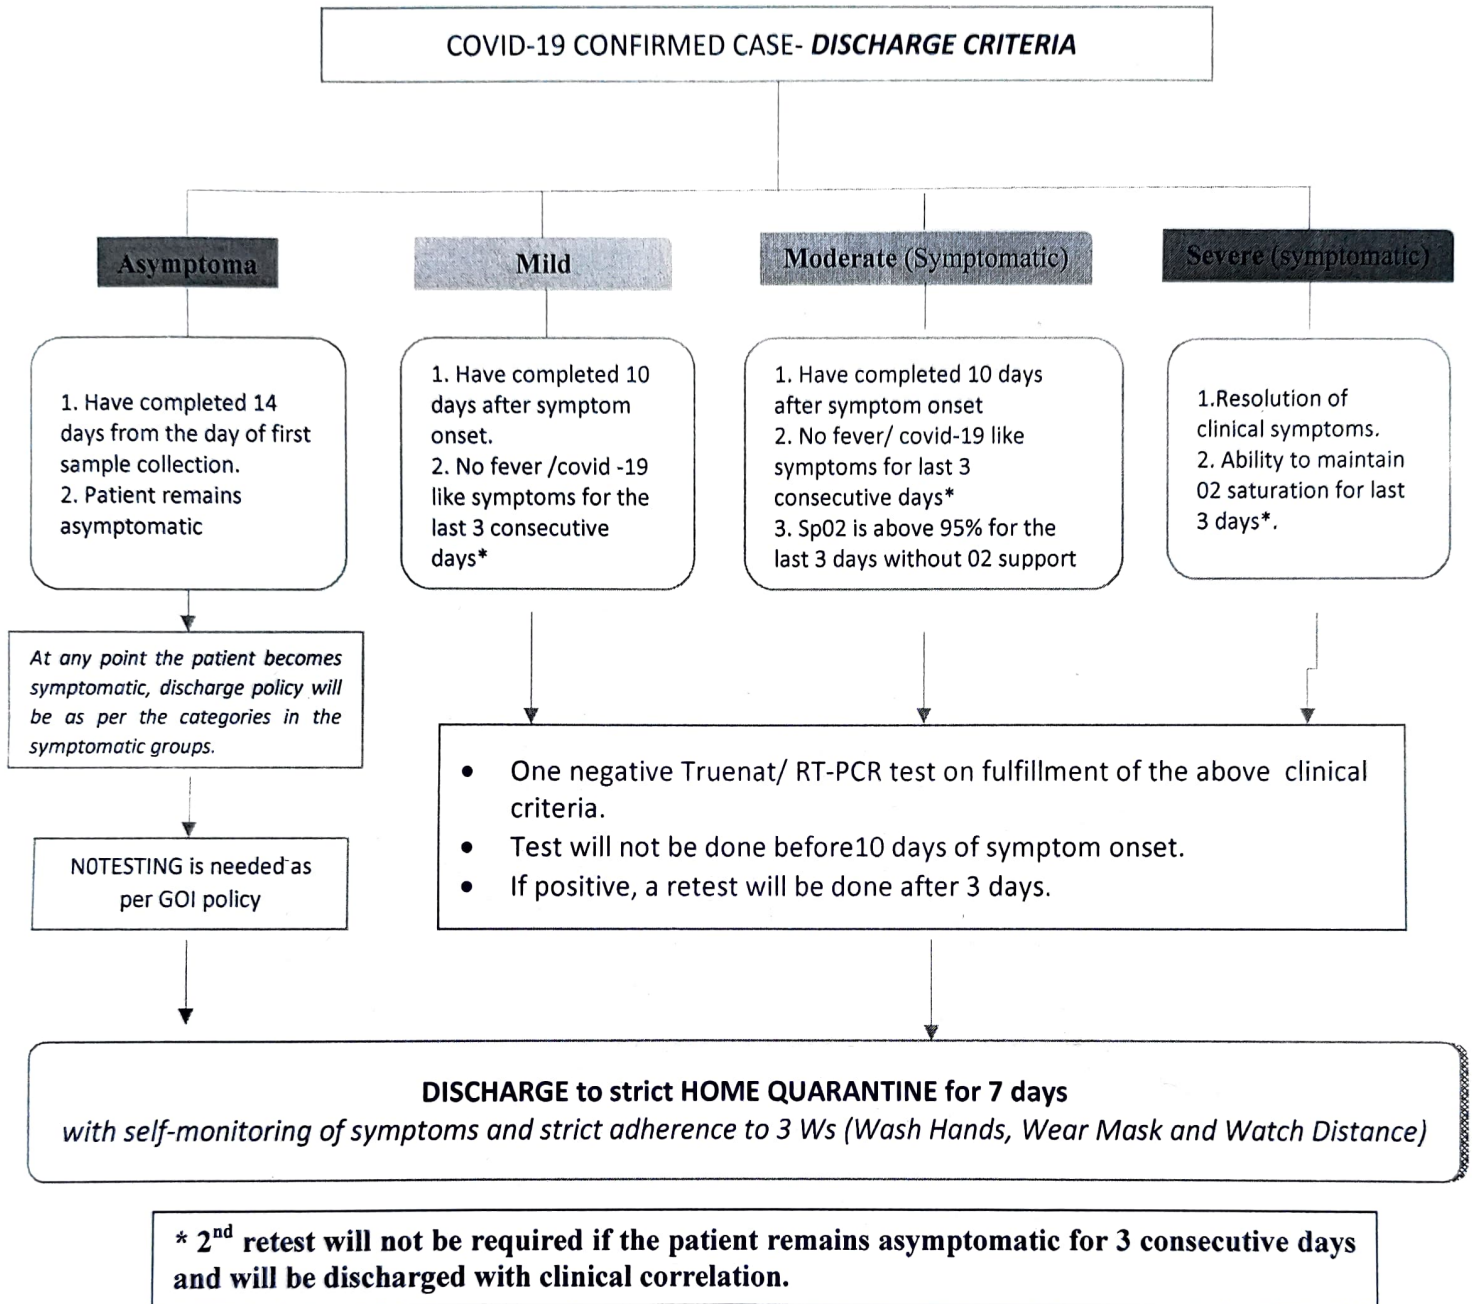 COVID-19 CONFIRMED CASE- DISCHARGE CRITERIA
Asymptoma
Mild
Moderate (Symptomatic)
Severe (symptomatic)
1. Have completed 14
days from the day of first
sample collection.
2. Patient remains
asymptomatic
1. Have completed 10
days after symptom
onset.
2. No fever /covid -19
like symptoms for the
last 3 consecutive
days*
1. Have completed 10 days
after symptom onset
2. No fever/ covid-19 like
symptoms for last 3
consecutive days*
3. Sp02 is above 95% for the
last 3 days without 02 support
1.Resolution of
clinical symptoms.
2. Ability to maintain
02 saturation for last
3 days*.
At any point the patient becomes
symptomatic, discharge policy will
be as per the categories in the
symptomatic groups.
NOTESTING is needed as
per GOI policy
• One negative Truenat/ RT-PCR test on fulfillment of the above clinical
criteria.
• Test will not be done before10 days of symptom onset.
• If positive, a retest will be done after 3 days.
DISCHARGE to strict HOME QUARANTINE for 7 days
with self-monitoring of symptoms and strict adherence to 3 Ws (Wash Hands, Wear Mask and Watch Distance)
* 2nd retest will not be required if the patient remains asymptomatic for 3 consecutive days
and will be discharged with clinical correlation.